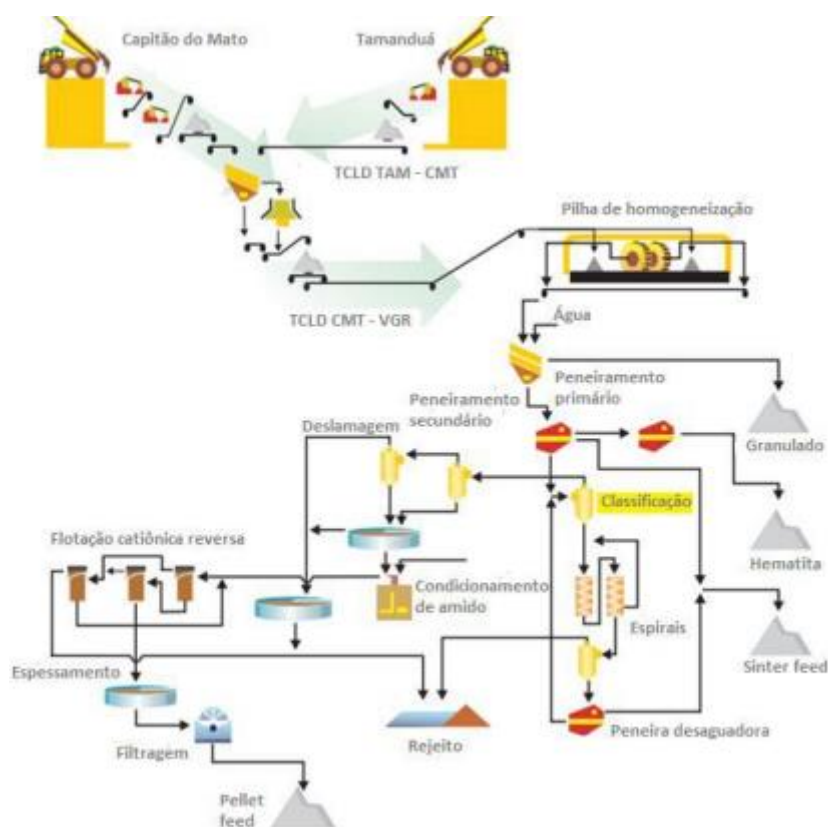 Capitão do Mato
Tamanduá
TCLD TAM - CMT
Pilha de homogeneização
TCLD CMT - VGR
Água
Peneiramento
primário
Peneiramento
secundário
Deslamagem
Granulado
Classificação
Flotação catiônica reversa
Hematita
Condicionamento
de amido
Espirais
Sinter feed
Espessamento
Rejeito
Peneira desaguadora
Filtragem
Pellet
feed